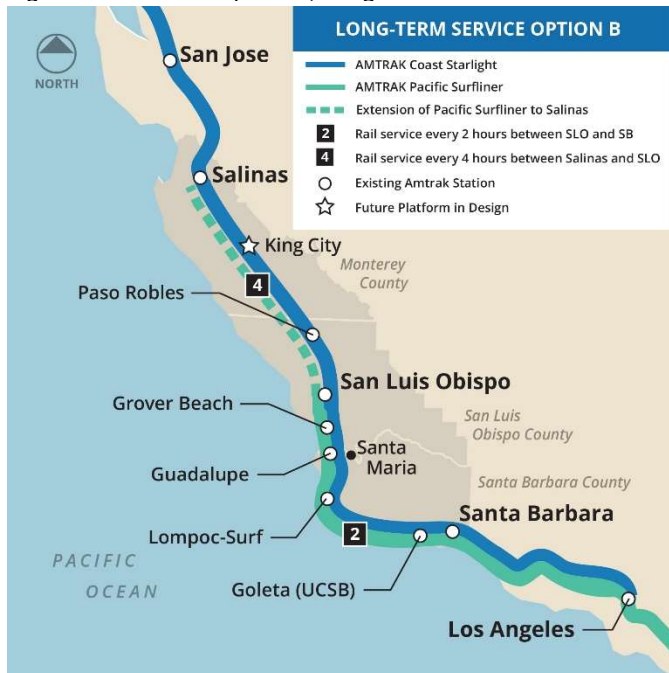 LONG-TERM SERVICE OPTION B
AMTRAK Coast Starlight
AMTRAK Pacific Surfliner
Extension of Pacific Surfliner to Salinas
2 Rail service every 2 hours between SLO and SB
4 Rail service every 4 hours between Salinas and SLO
Existing Amtrak Station
Future Platform in Design
NORTH
San Jose
Salinas
King City
Monterey
County
4
Paso Robles
San Luis Obispo
Grover Beach
San Luis
Obispo County
Santa
Maria
Guadalupe
Santa Barbara County
Santa Barbara
Lompoc-Surf
2
PACIFIC
OCEAN
Goleta (UCSB)
Los Angeles